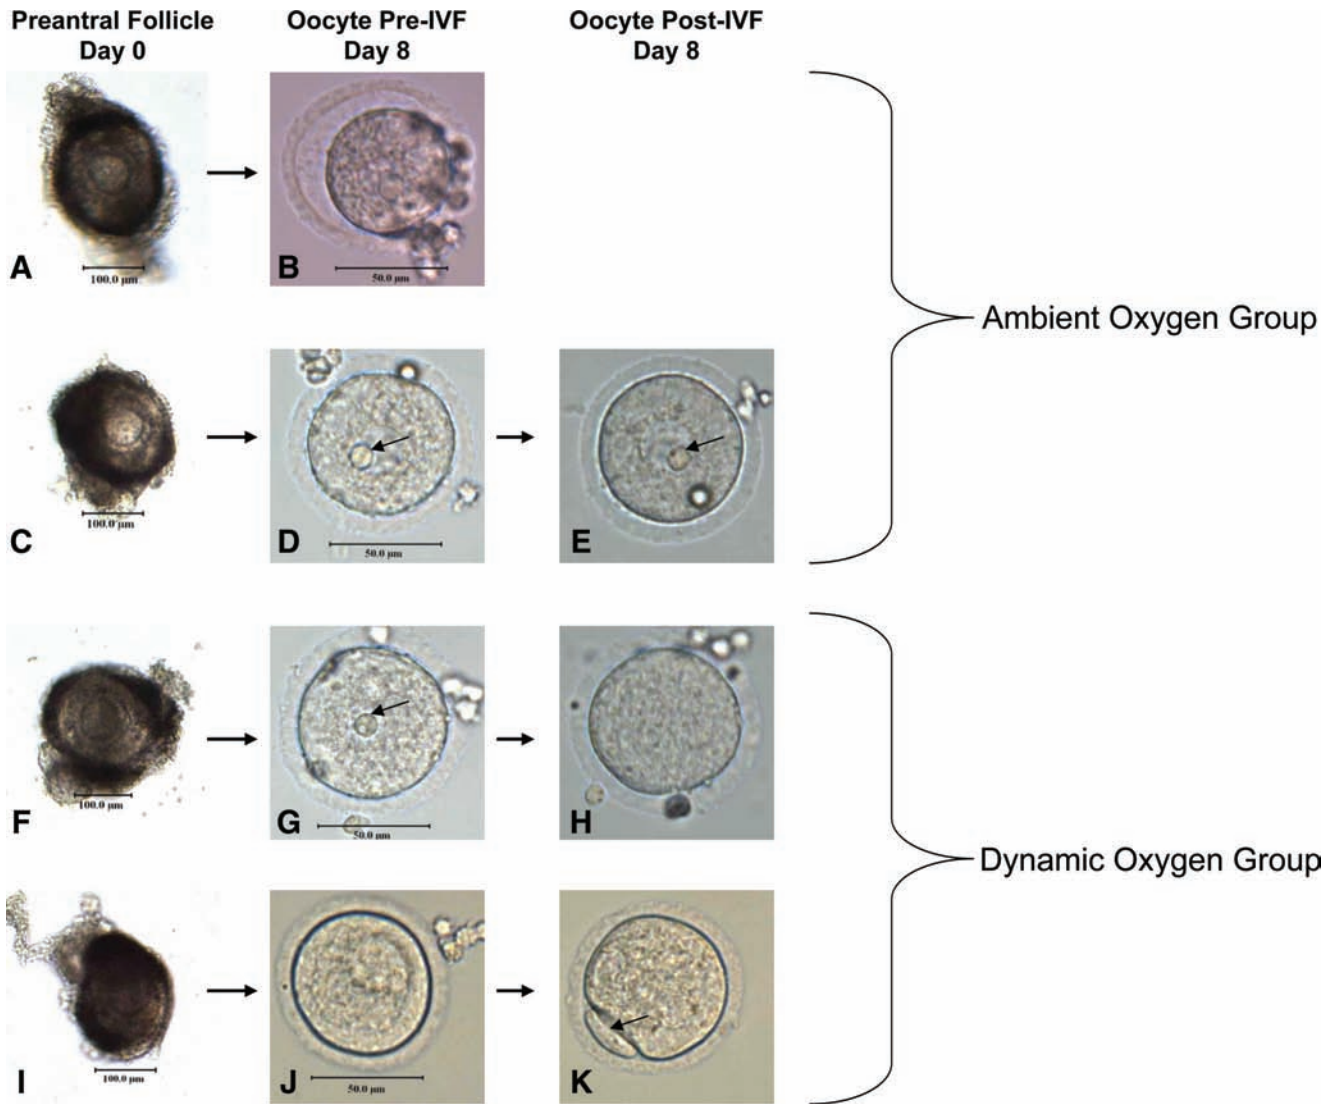 Preantral Follicle
Day 0
Oocyte Pre-IVF
Day 8
Oocyte Post-IVF
Day 8
A
100.0 µm
B
50.0 µm
Ambient Oxygen Group
C
100.0 µm
D
50.0 µm
E
F
100.0 µm
G
50.0 µm
H
Dynamic Oxygen Group
I
100.0 µm
J
50.0 µm
K